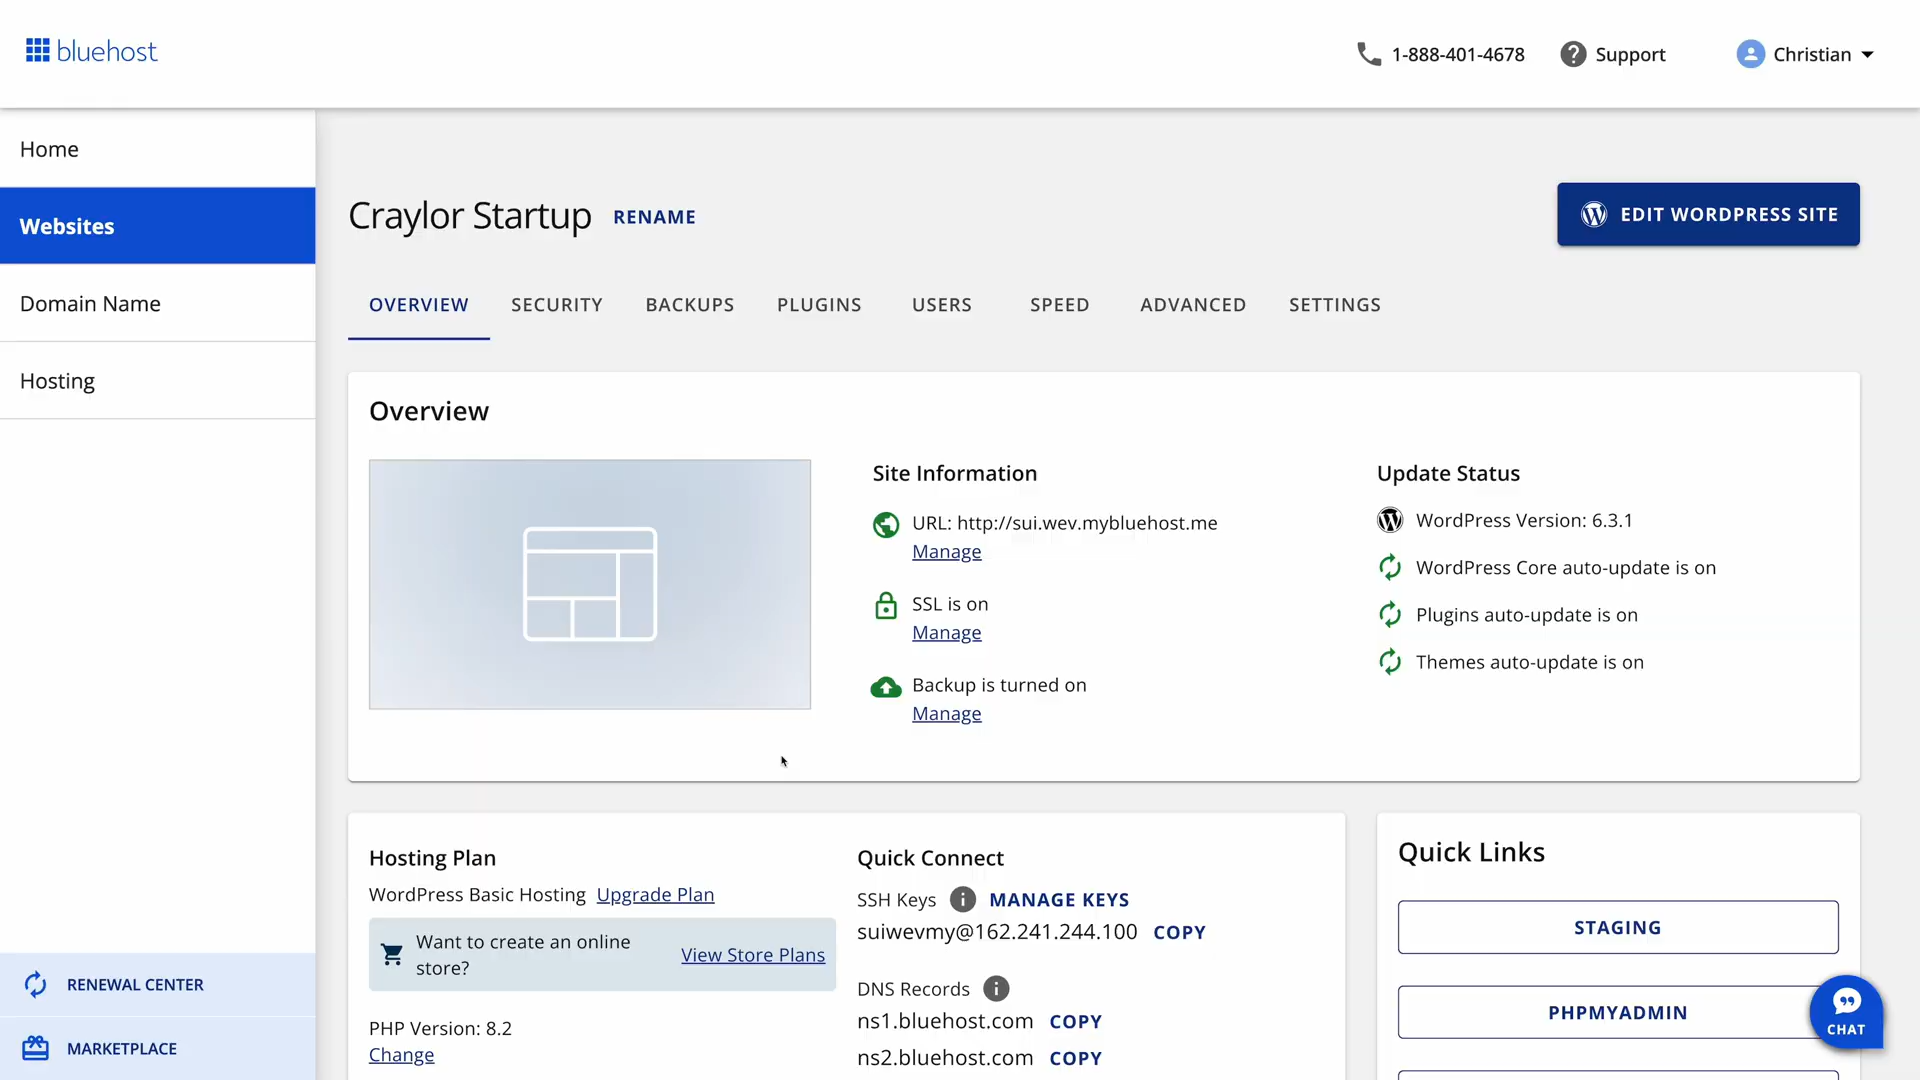 bluehost
1-888-401-4678
Support
Christian
Home
Websites
Domain Name
Hosting
RENEWAL CENTER
MARKETPLACE
Craylor Startup RENAME
EDIT WORDPRESS SITE
OVERVIEW SECURITY BACKUPS PLUGINS USERS SPEED ADVANCED SETTINGS
Overview
Site Information
URL: http://sui.wev.mybluehost.me
Manage
SSL is on
Manage
Backup is turned on
Manage
Update Status
WordPress Version: 6.3.1
WordPress Core auto-update is on
Plugins auto-update is on
Themes auto-update is on
Hosting Plan
WordPress Basic Hosting Upgrade Plan
Want to create an online
store?
View Store Plans
PHP Version: 8.2
Change
Quick Connect
SSH Keys MANAGE KEYS
suiwevmy@162.241.244.100 COPY
DNS Records
ns1.bluehost.com COPY
ns2.bluehost.com COPY
Quick Links
STAGING
PHPMYADMIN
CHAT